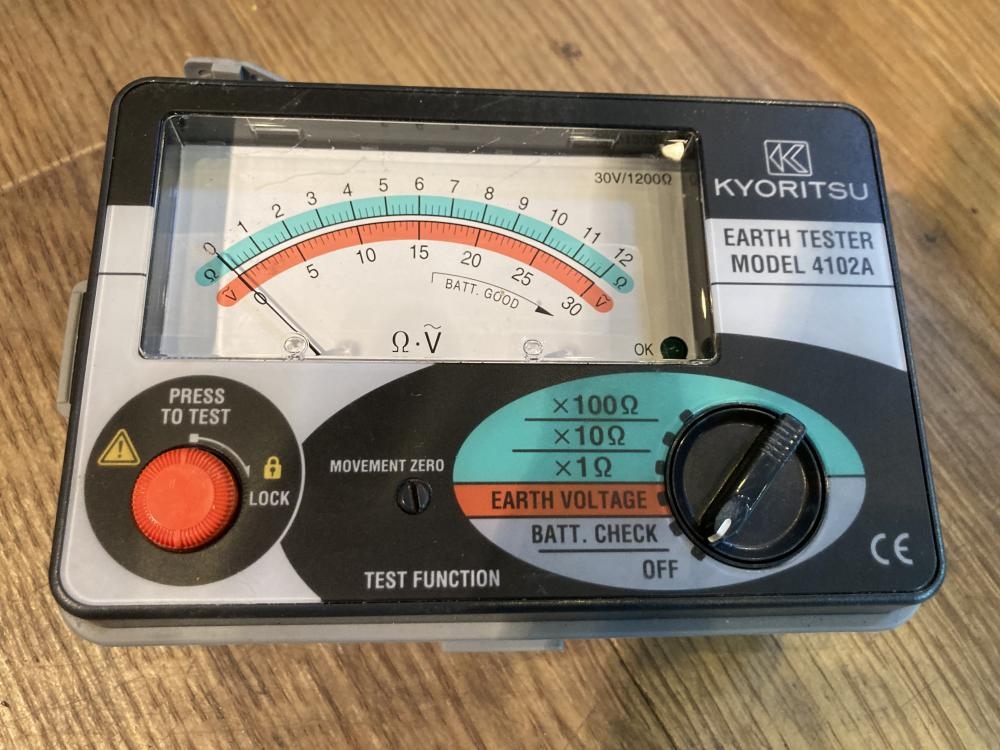 30V/1200Ω
KYORITSU
EARTH TESTER
MODEL 4102A
0 1 2 3 4 5 6 7 8 9 10 11 12
Ω Ω
Ṽ 0 5 10 15 20 25 30 Ṽ
BATT. GOOD
Ω·Ṽ
OK
PRESS
TO TEST
LOCK
MOVEMENT ZERO
TEST FUNCTION
×100Ω
×10Ω
×1Ω
EARTH VOLTAGE
BATT. CHECK
OFF
CE